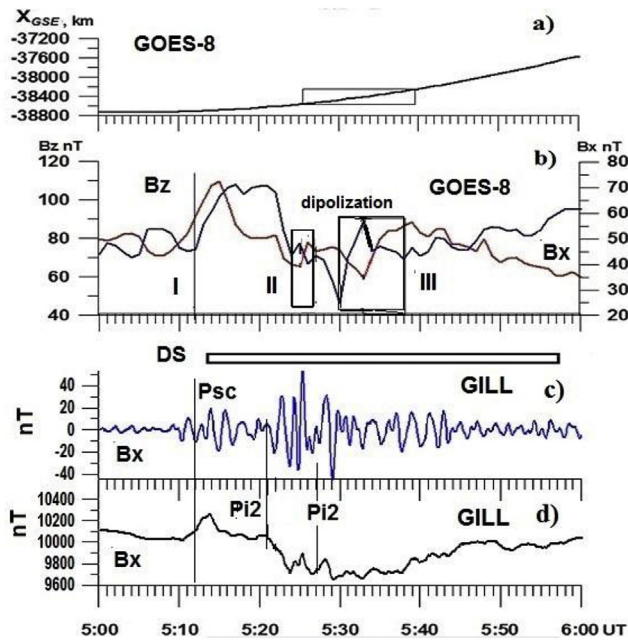 X GSE , km
-37200
-37600
-38000
-38400
-38800
GOES-8
a)
Bz nT
120
100
80
60
40
Bz
dipolization
GOES-8
b)
Bx nT
80
70
60
50
40
30
20
Bx
I
II
III
DS
nT
40
20
0
-20
-40
Psc
GILL
c)
Bx
nT
10400
10200
10000
9800
9600
Pi2
Pi2
GILL
d)
Bx
5:00 5:10 5:20 5:30 5:40 5:50 6:00 UT